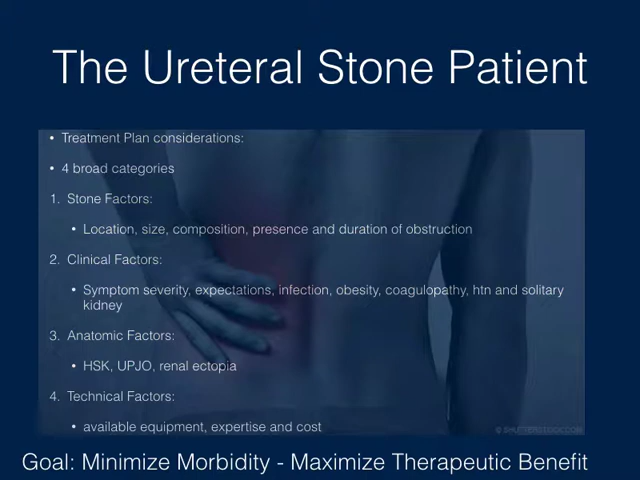 The Ureteral Stone Patient
• Treatment Plan considerations:
• 4 broad categories
1. Stone Factors:
• Location, size, composition, presence and duration of obstruction
2. Clinical Factors:
• Symptom severity, expectations, infection, obesity, coagulopathy, htn and solitary
kidney
3. Anatomic Factors:
• HSK, UPJO, renal ectopia
4. Technical Factors:
• available equipment, expertise and cost
© SHUTTERSTOCK.COM
Goal: Minimize Morbidity - Maximize Therapeutic Benefit